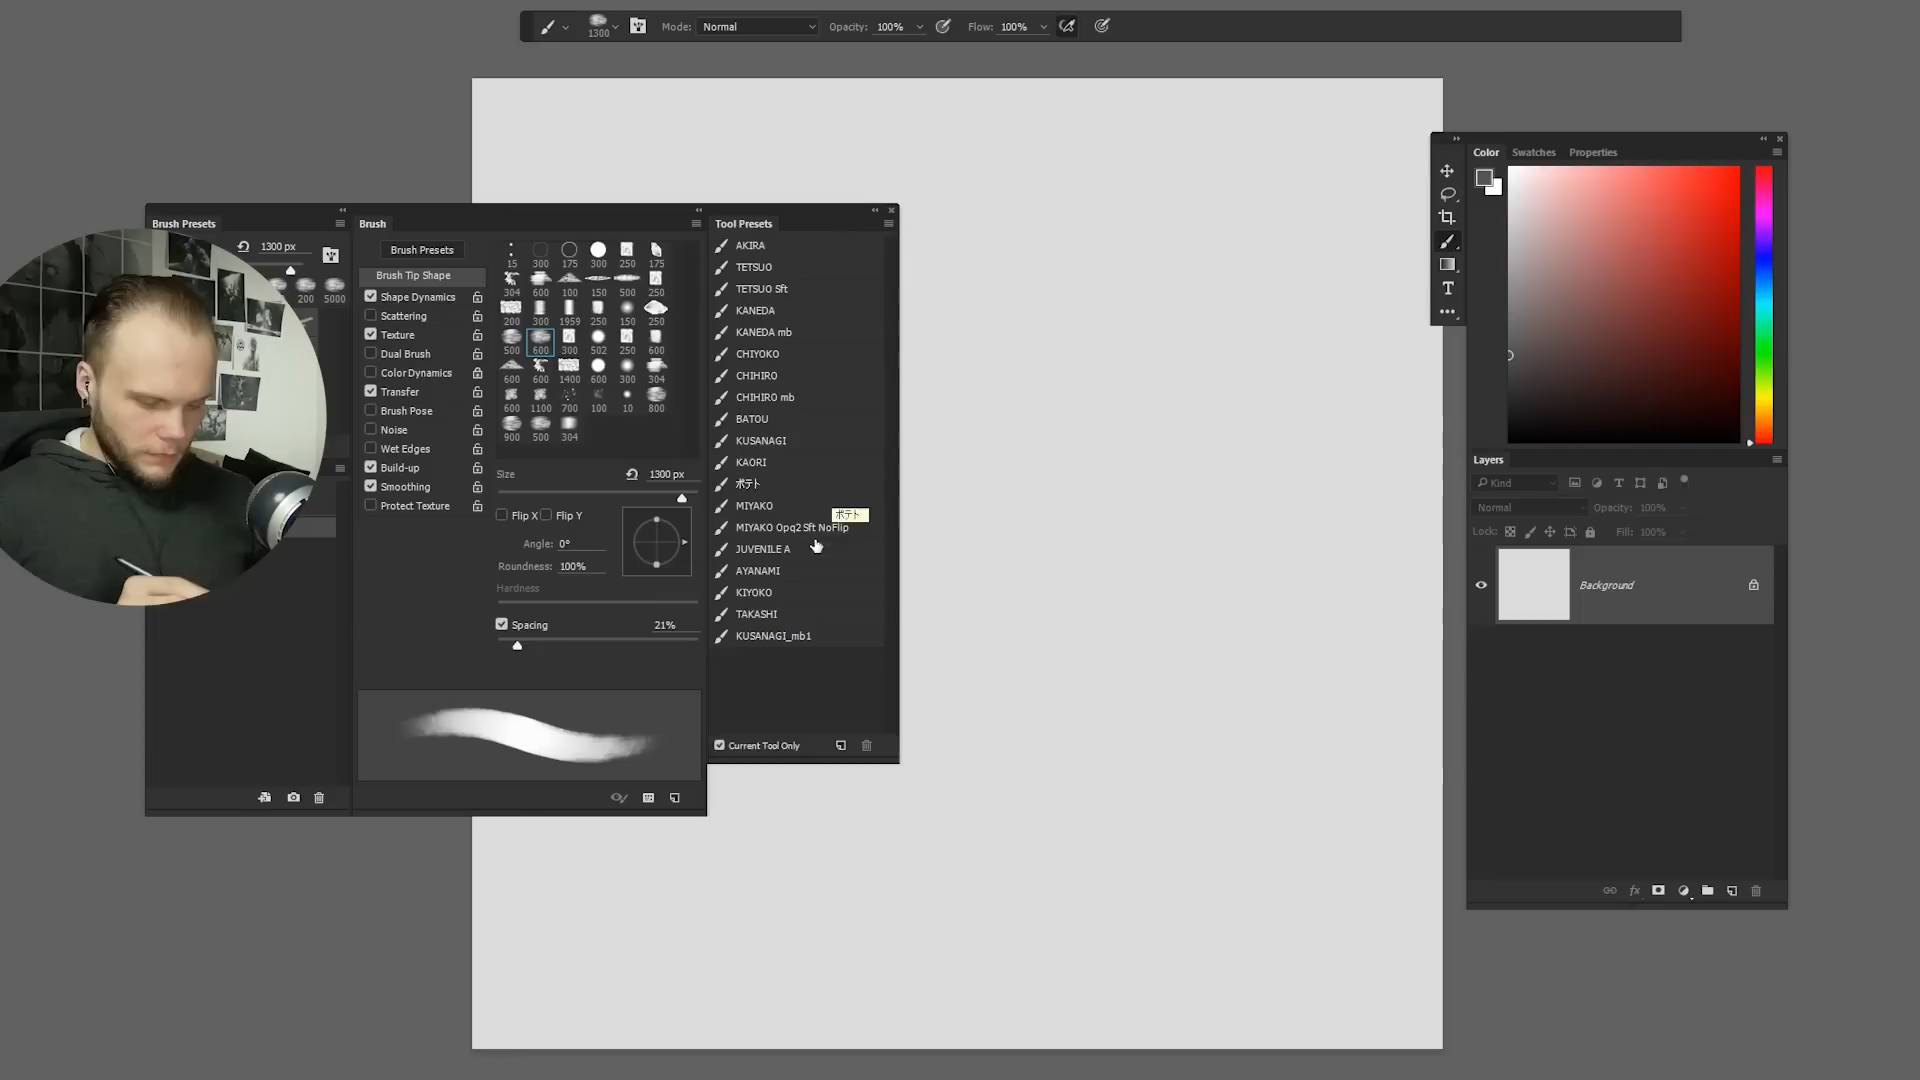 1300
Mode: Normal
Opacity: 100%
Flow: 100%
Brush Presets
1300 px
200 5000
Brush
Brush Presets
Brush Tip Shape
Shape Dynamics
Scattering
Texture
Dual Brush
Color Dynamics
Transfer
Brush Pose
Noise
Wet Edges
Build-up
Smoothing
Protect Texture
15 300 175 300 250 175
304 600 100 150 500 250
200 300 1959 250 150 250
500 600 300 502 250 600
600 600 1400 600 300 304
600 1100 700 100 10 800
900 500 304
Size 1300 px
Flip X Flip Y
Angle: 0°
Roundness: 100%
Hardness
Spacing 21%
Tool Presets
AKIRA
TETSUO
TETSUO Sft
KANEDA
KANEDA mb
CHIYOKO
CHIHIRO
CHIHIRO mb
BATOU
KUSANAGI
KAORI
ポテト
MIYAKO
ポテト
MIYAKO Opq2 Sft NoFlip
JUVENILE A
AYANAMI
KIYOKO
TAKASHI
KUSANAGI_mb1
Current Tool Only
Color Swatches Properties
Layers
Kind
Normal Opacity: 100%
Lock: Fill: 100%
Background
fx